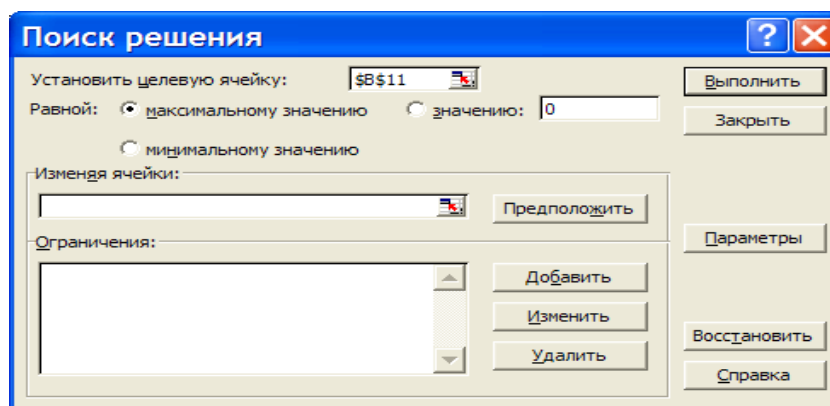 Поиск решения
?
Установить целевую ячейку: $B$11
Выполнить
Равной: максимальному значению значению: 0
Закрыть
минимальному значению
Изменяя ячейки:
Предположить
Ограничения:
Параметры
Добавить
Изменить
Восстановить
Удалить
Справка